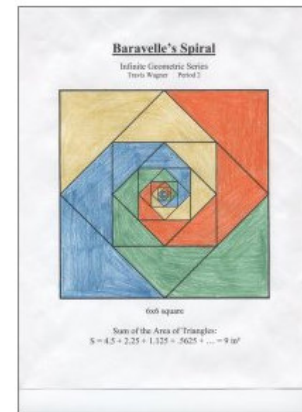 Baravelle's Spiral
Infinite Geometric Series
Travis Wagner Period 2
6x6 square
Sum of the Area of Triangles:
S = 4.5 + 2.25 + 1.125 + .5625 + … = 9 in²